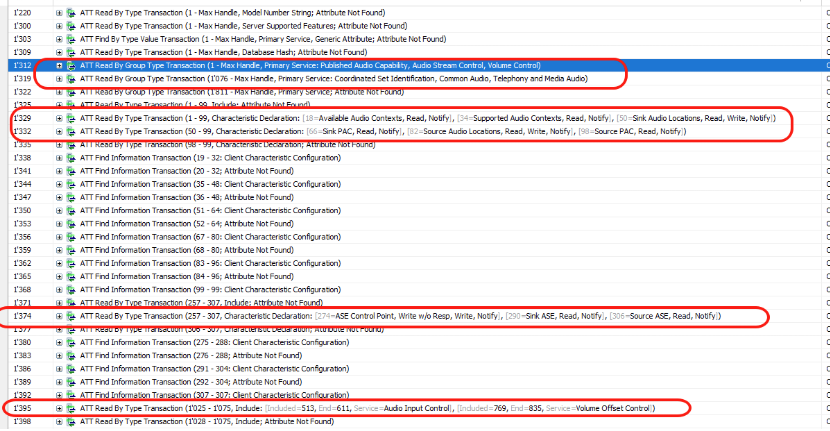 1'220 ATT Read By Type Transaction (1 - Max Handle, Model Number String; Attribute Not Found)
1'300 ATT Read By Type Transaction (1 - Max Handle, Server Supported Features; Attribute Not Found)
1'303 ATT Find By Type Value Transaction (1 - Max Handle, Primary Service, Generic Attribute; Attribute Not Found)
1'309 ATT Read By Type Transaction (1 - Max Handle, Database Hash; Attribute Not Found)
1'312 ATT Read By Group Type Transaction (1 - Max Handle, Primary Service: Published Audio Capability, Audio Stream Control, Volume Control)
1'319 ATT Read By Group Type Transaction (1'076 - Max Handle, Primary Service: Coordinated Set Identification, Common Audio, Telephony and Media Audio)
1'322 ATT Read By Group Type Transaction (1'811 - Max Handle, Primary Service; Attribute Not Found)
1'325 ATT Read By Type Transaction (1 - 99, Include; Attribute Not Found)
1'329 ATT Read By Type Transaction (1 - 99, Characteristic Declaration: [18=Available Audio Contexts, Read, Notify], [34=Supported Audio Contexts, Read, Notify], [50=Sink Audio Locations, Read, Write, Notify])
1'332 ATT Read By Type Transaction (50 - 99, Characteristic Declaration: [66=Sink PAC, Read, Notify], [82=Source Audio Locations, Read, Write, Notify], [98=Source PAC, Read, Notify])
1'335 ATT Read By Type Transaction (98 - 99, Characteristic Declaration; Attribute Not Found)
1'338 ATT Find Information Transaction (19 - 32: Client Characteristic Configuration)
1'341 ATT Find Information Transaction (20 - 32; Attribute Not Found)
1'344 ATT Find Information Transaction (35 - 48: Client Characteristic Configuration)
1'347 ATT Find Information Transaction (36 - 48; Attribute Not Found)
1'350 ATT Find Information Transaction (51 - 64: Client Characteristic Configuration)
1'353 ATT Find Information Transaction (52 - 64; Attribute Not Found)
1'356 ATT Find Information Transaction (67 - 80: Client Characteristic Configuration)
1'359 ATT Find Information Transaction (68 - 80; Attribute Not Found)
1'362 ATT Find Information Transaction (83 - 96: Client Characteristic Configuration)
1'365 ATT Find Information Transaction (84 - 96; Attribute Not Found)
1'368 ATT Find Information Transaction (99 - 99: Client Characteristic Configuration)
1'371 ATT Read By Type Transaction (257 - 307, Include; Attribute Not Found)
1'374 ATT Read By Type Transaction (257 - 307, Characteristic Declaration: [274=ASE Control Point, Write w/o Resp, Write, Notify], [290=Sink ASE, Read, Notify], [306=Source ASE, Read, Notify])
1'377 ATT Read By Type Transaction (306 - 307, Characteristic Declaration; Attribute Not Found)
1'380 ATT Find Information Transaction (275 - 288: Client Characteristic Configuration)
1'383 ATT Find Information Transaction (276 - 288; Attribute Not Found)
1'386 ATT Find Information Transaction (291 - 304: Client Characteristic Configuration)
1'389 ATT Find Information Transaction (292 - 304; Attribute Not Found)
1'392 ATT Find Information Transaction (307 - 307: Client Characteristic Configuration)
1'395 ATT Read By Type Transaction (1'025 - 1'075, Include: [Included=513, End=611, Service=Audio Input Control], [Included=769, End=835, Service=Volume Offset Control])
1'398 ATT Read By Type Transaction (1'028 - 1'075, Include; Attribute Not Found)